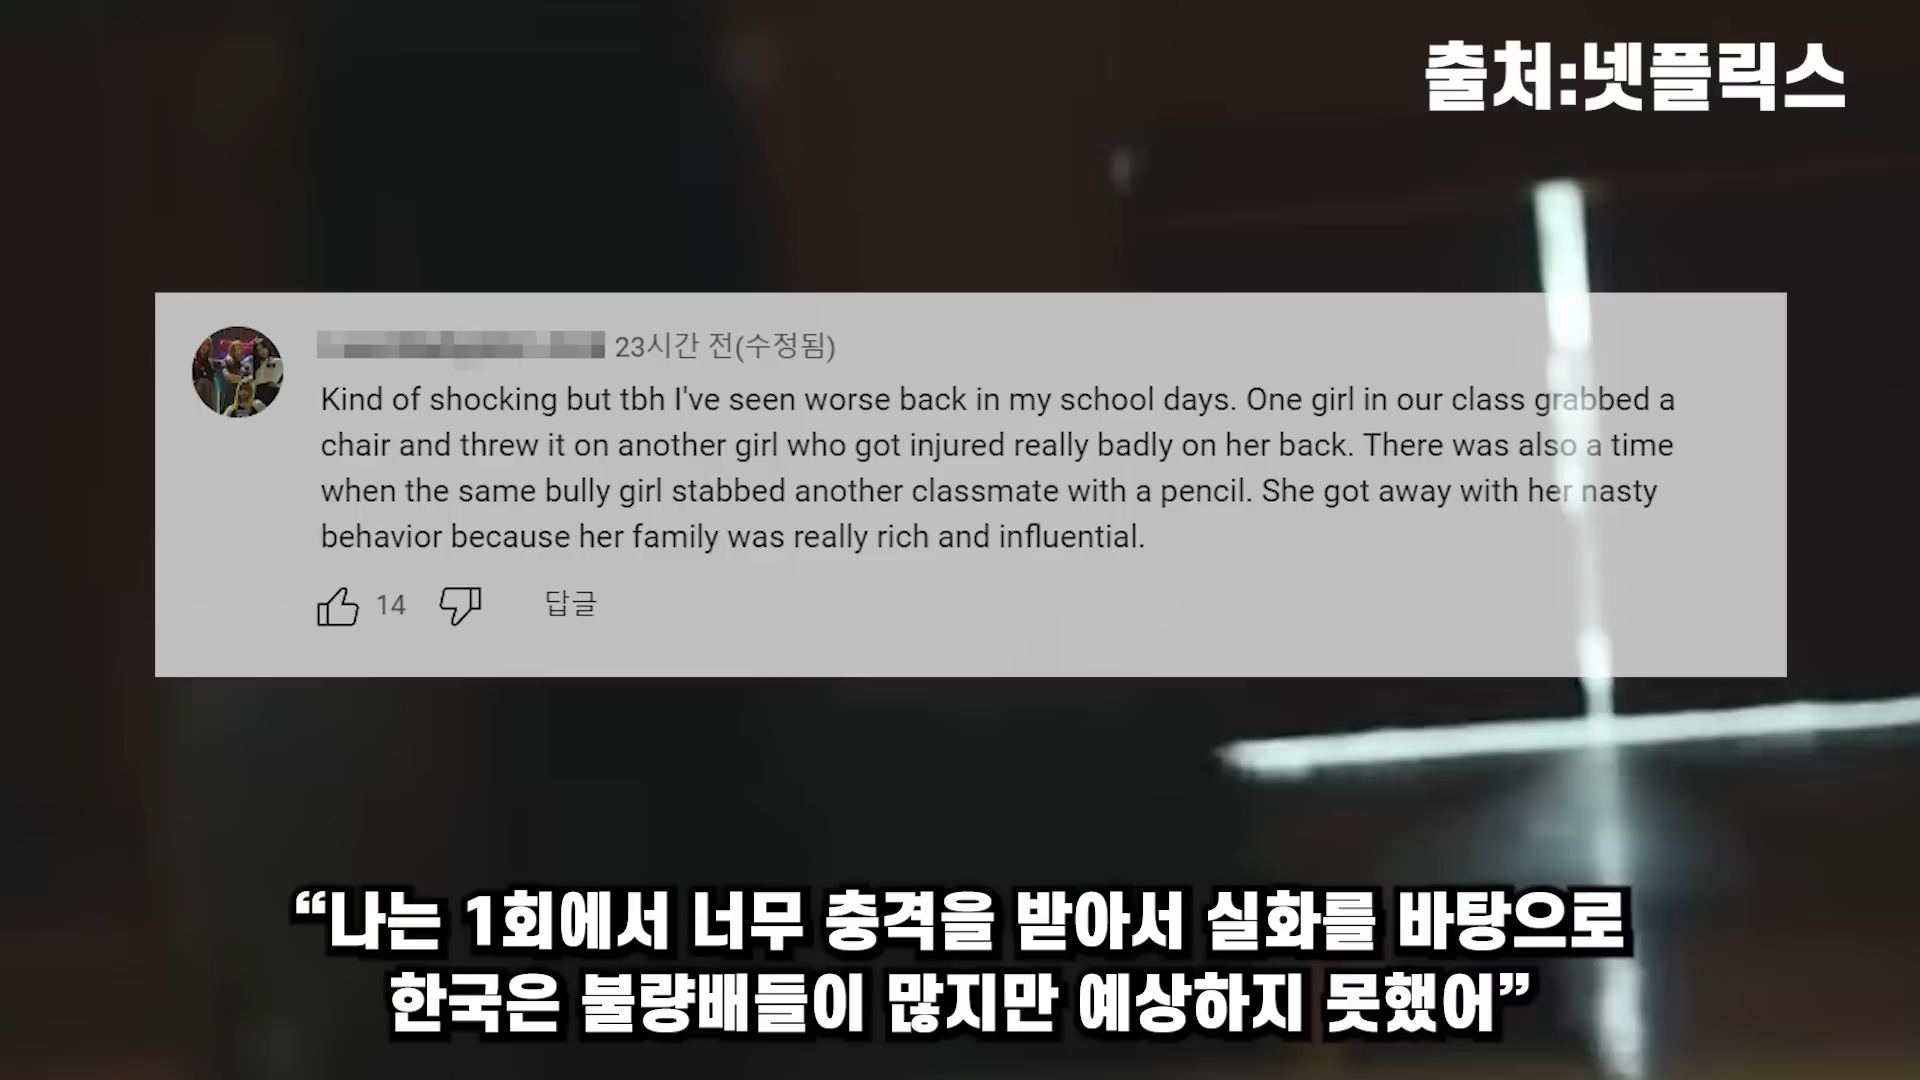 출처:넷플릭스
23시간 전(수정됨)
Kind of shocking but tbh I've seen worse back in my school days. One girl in our class grabbed a
chair and threw it on another girl who got injured really badly on her back. There was also a time
when the same bully girl stabbed another classmate with a pencil. She got away with her nasty
behavior because her family was really rich and influential.
14 답글
“나는 1회에서 너무 충격을 받아서 실화를 바탕으로
한국은 불량배들이 많지만 예상하지 못했어”